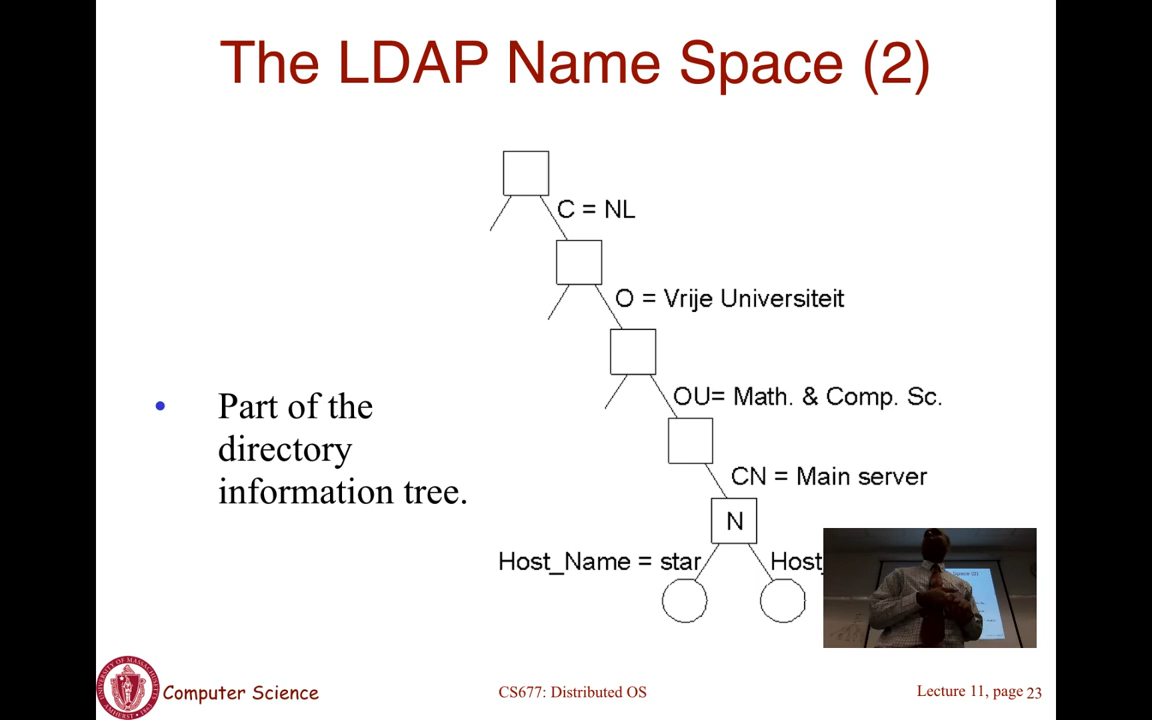 The LDAP Name Space (2)
C = NL
O = Vrije Universiteit
OU= Math. & Comp. Sc.
CN = Main server
N
Host_Name = star
Host_
• Part of the
directory
information tree.
Computer Science
CS677: Distributed OS
Lecture 11, page 23